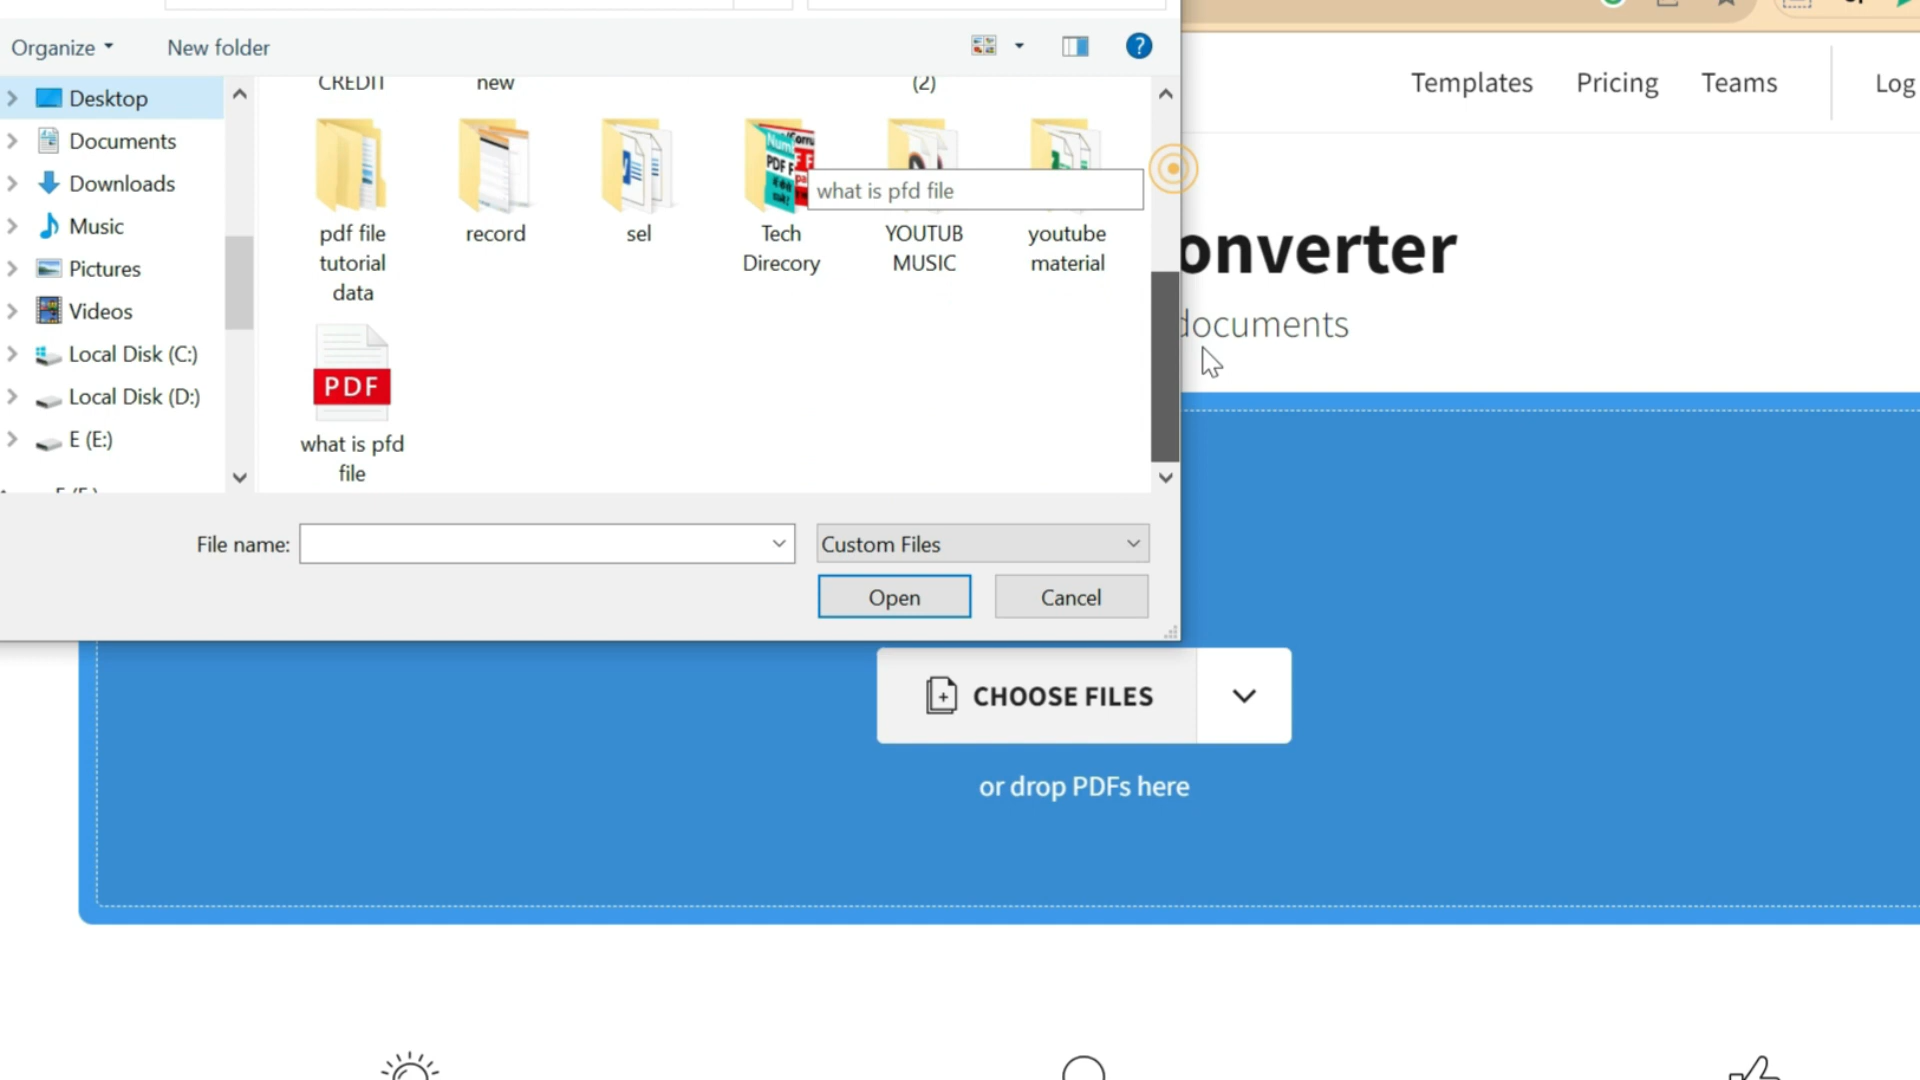 Organize
New folder
Templates
Pricing
Teams
Log
CREDIT
new
(2)
Desktop
Documents
Downloads
Music
Pictures
Videos
Local Disk (C:)
Local Disk (D:)
E (E:)
pdf file
tutorial
data
record
sel
Tech
Direcory
YOUTUB
MUSIC
youtube
material
PDF F
what is pfd file
PDF
what is pfd
file
onverter
documents
File name:
Custom Files
Open
Cancel
CHOOSE FILES
or drop PDFs here